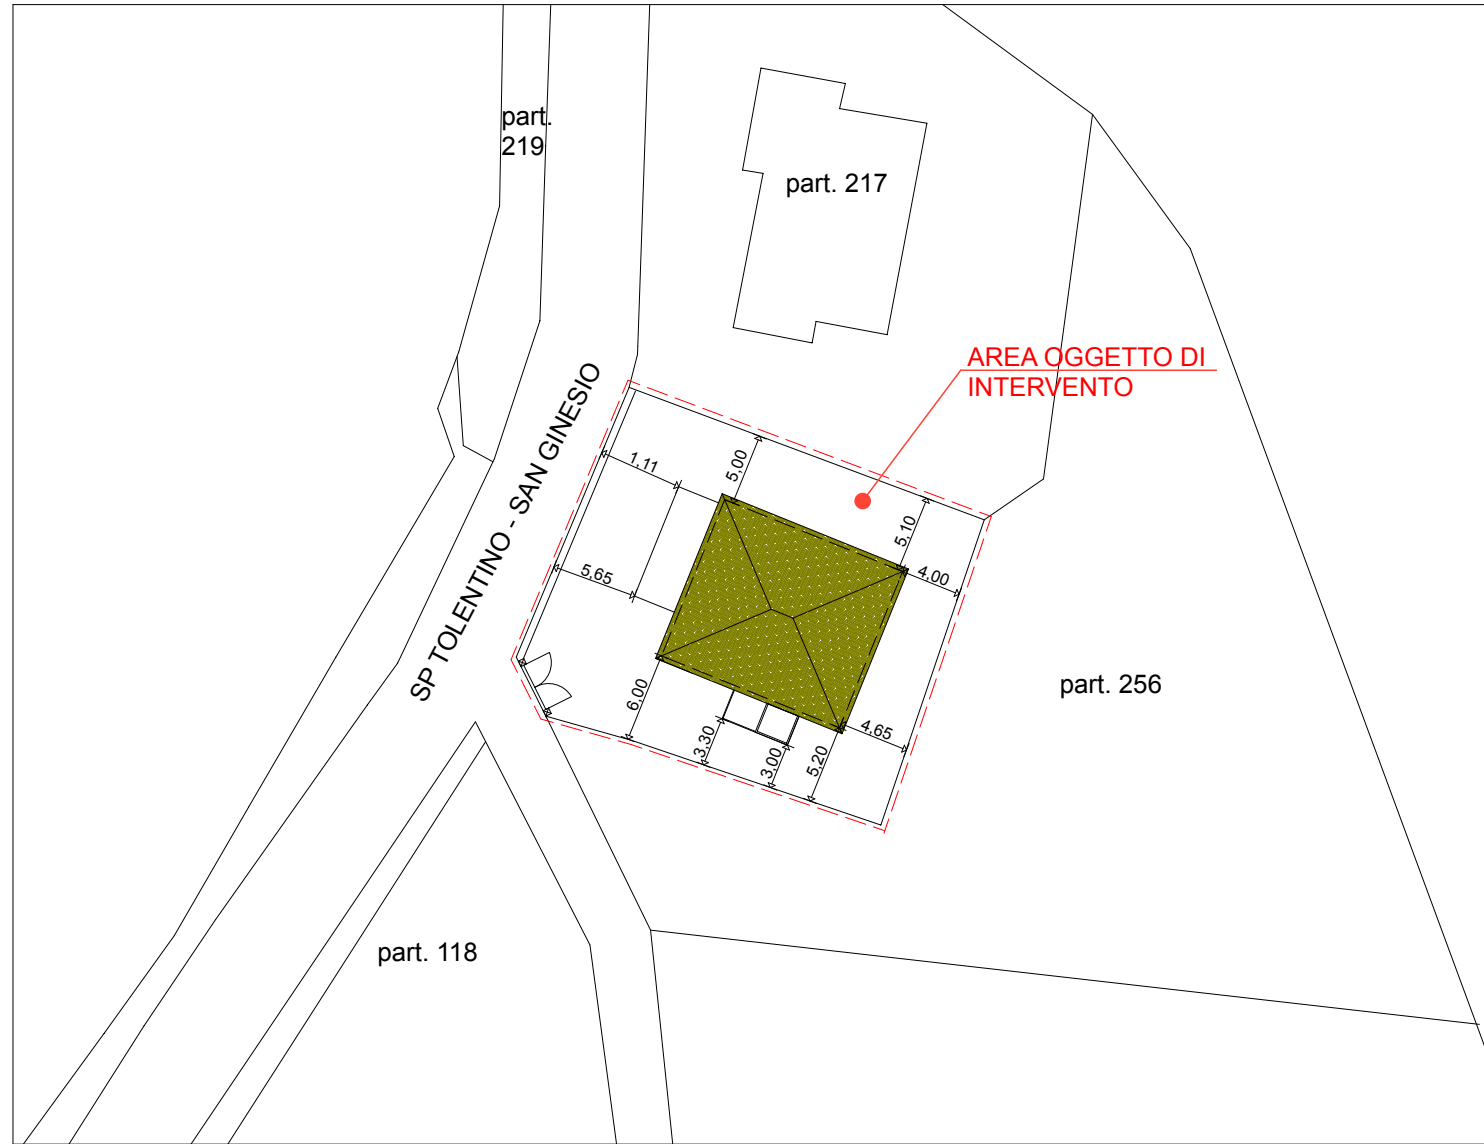 part.
219
part. 217
AREA OGGETTO DI
INTERVENTO
SP TOLENTINO - SAN GINESIO
1,11
5,00
5,10
4,00
5,65
6,00
3,30
3,00
5,20
4,65
part. 256
part. 118